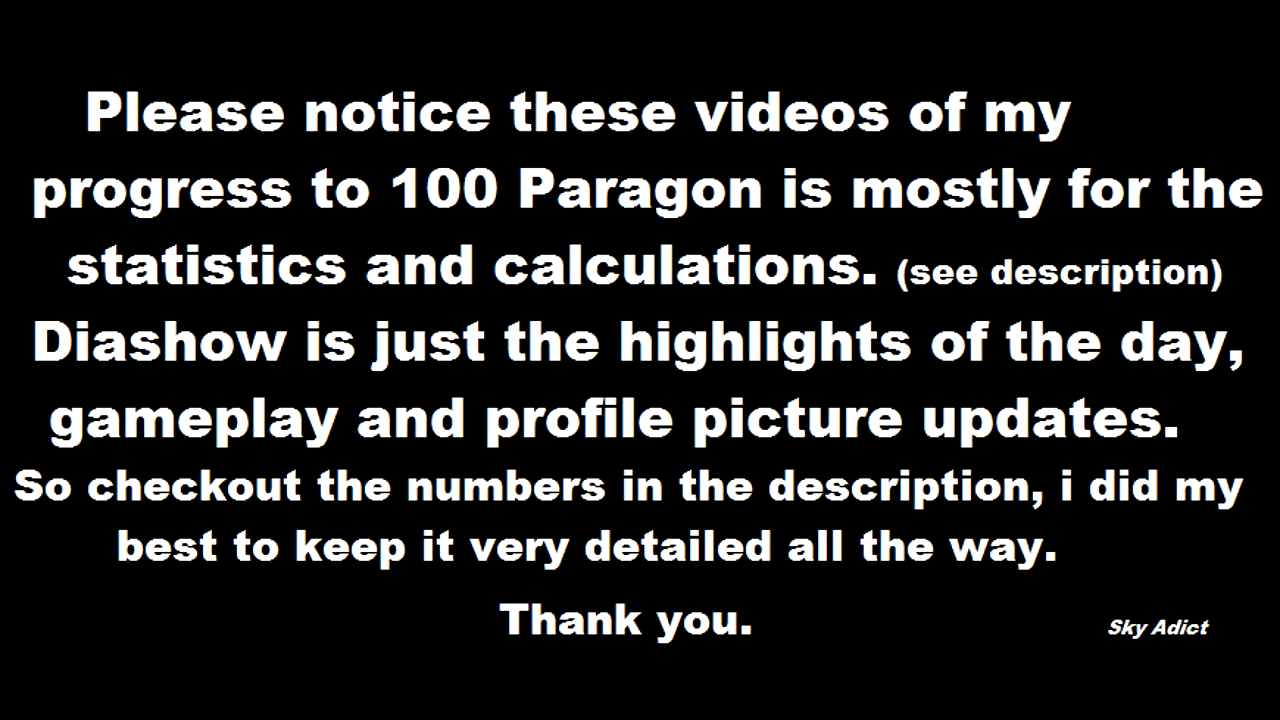 Please notice these videos of my
progress to 100 Paragon is mostly for the
statistics and calculations. (see description)
Diashow is just the highlights of the day,
gameplay and profile picture updates.
So checkout the numbers in the description, i did my
best to keep it very detailed all the way.
Thank you.
Sky Adict